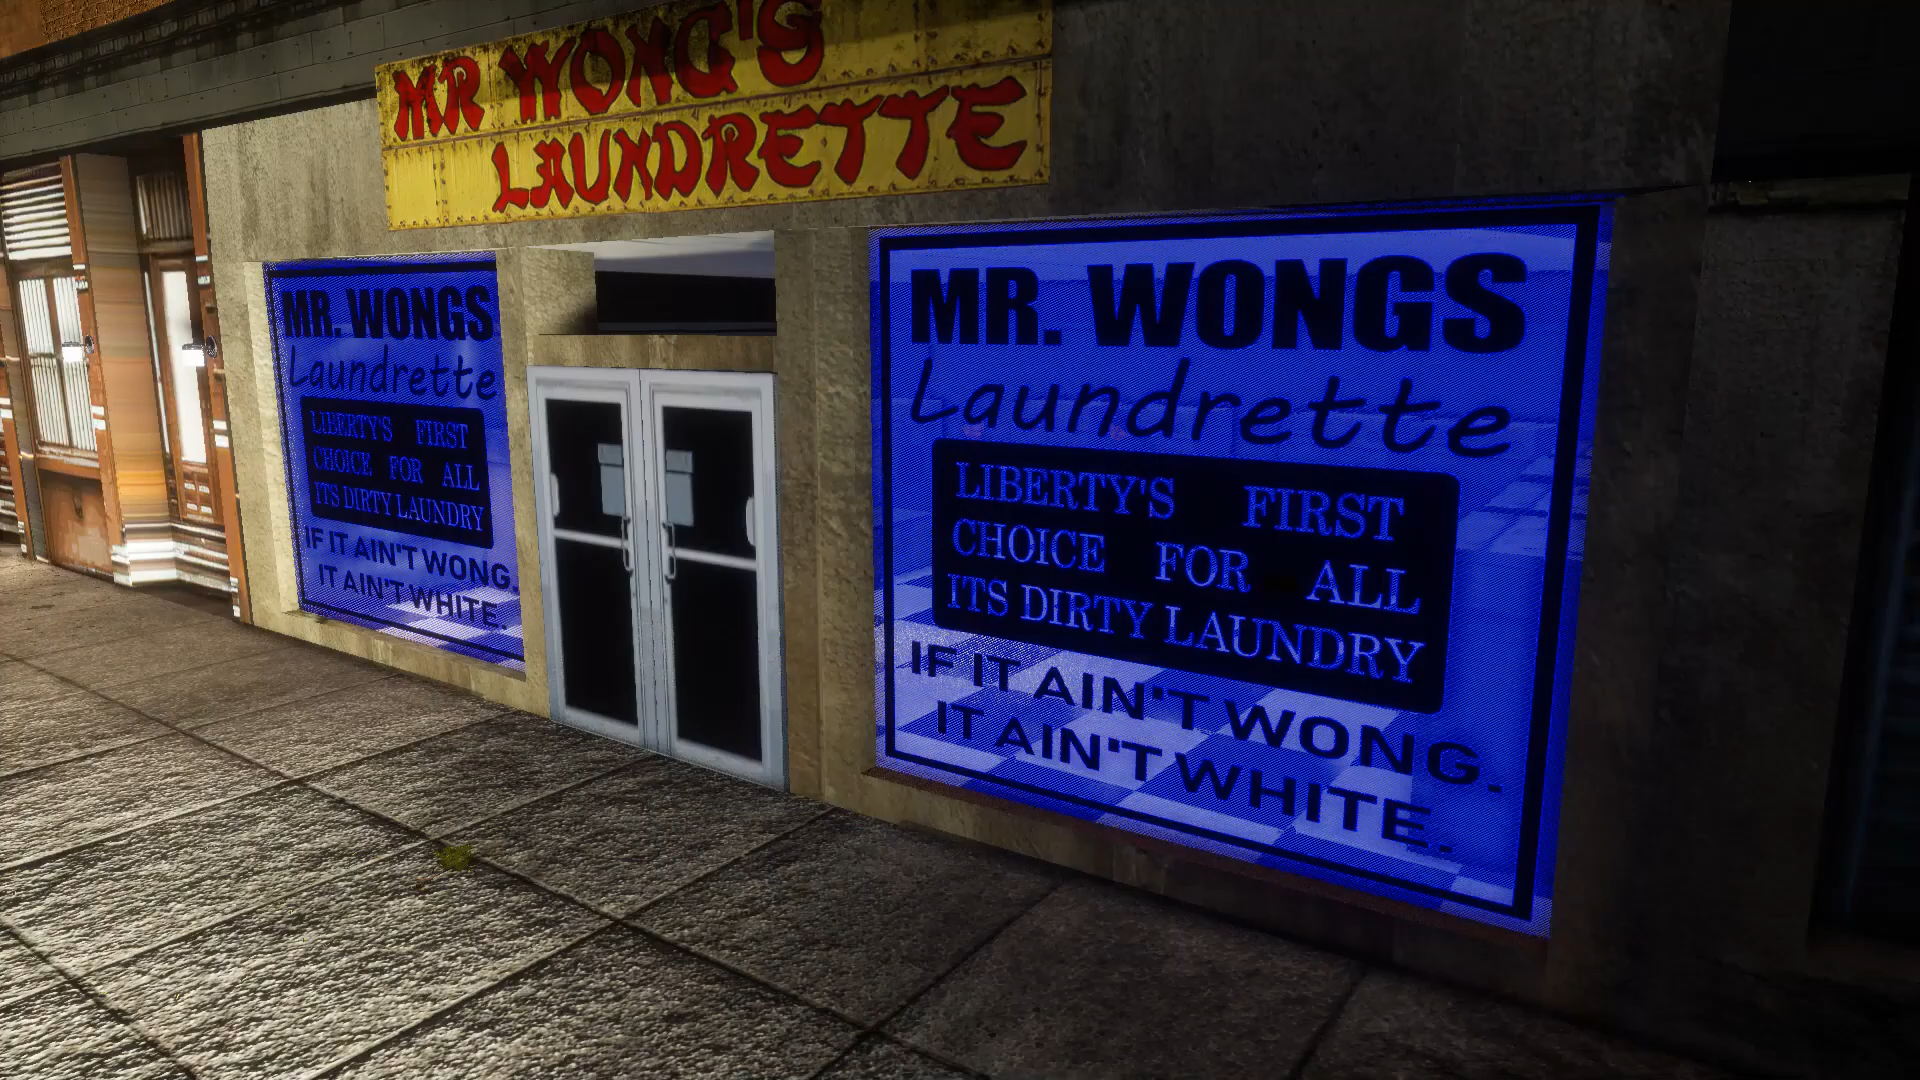 MR WONG'S
LAUNDRETTE
MR. WONGS
Laundrette
LIBERTY'S FIRST
CHOICE FOR ALL
ITS DIRTY LAUNDRY
IF IT AIN'T WONG.
IT AIN'T WHITE.
MR. WONGS
Laundrette
LIBERTY'S FIRST
CHOICE FOR ALL
ITS DIRTY LAUNDRY
IF IT AIN'T WONG.
IT AIN'T WHITE.